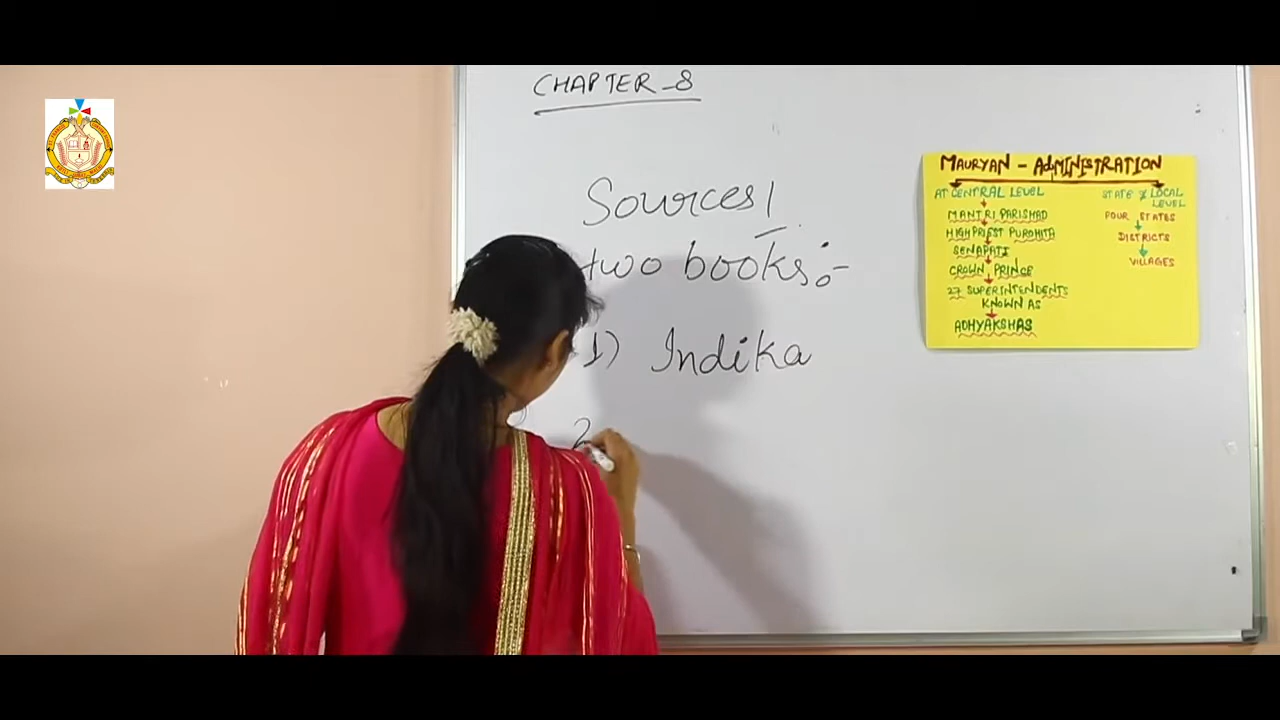 CHAPTER-8
Sources!
two books:-
1) Indika
2
MAURYAN - ADMINISTRATION
AT CENTRAL LEVEL
MANTRI PARISHAD
HIGH PRIEST PUROHITA
SENAPATI
CROWN PRINCE
27 SUPERINTENDENTS
KNOWN AS
ADHYAKSHAS
STATE & LOCAL
LEVEL
FOUR STATES
DISTRICTS
VILLAGES